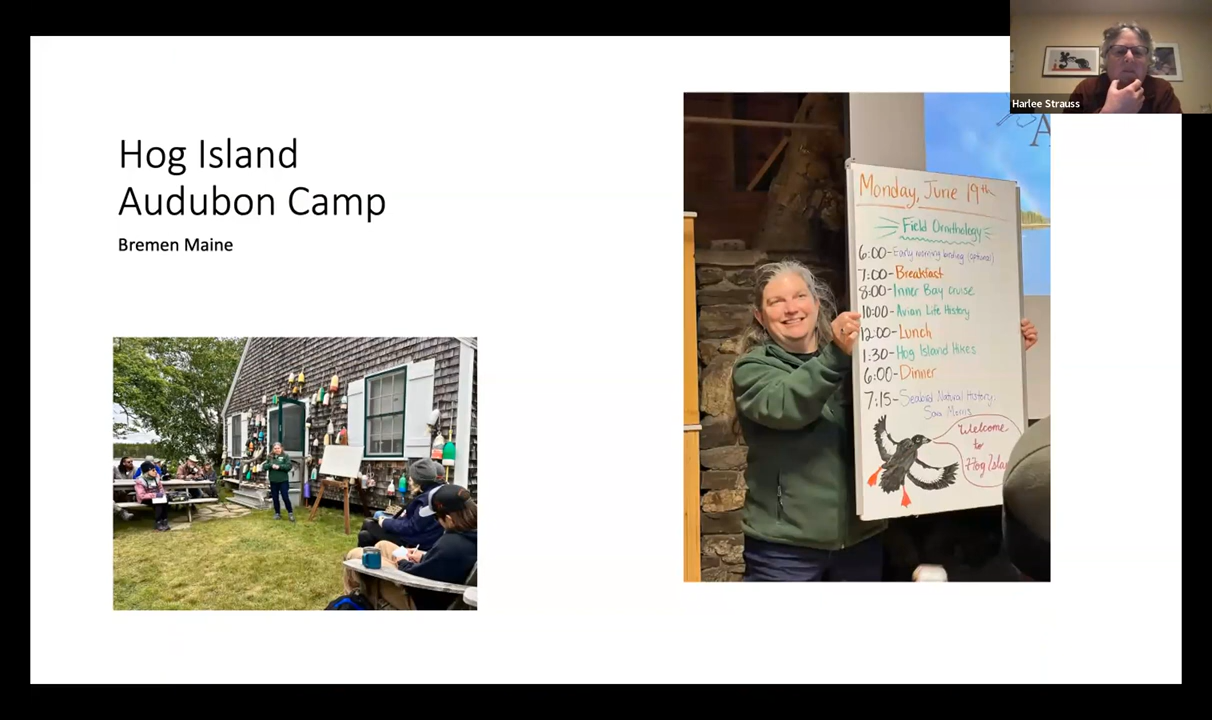 Hog Island
Audubon Camp
Bremen Maine
Harlee Strauss
A
Monday, June 19th
Field Ornithology
6:00-Early morning birding (optional)
7:00-Breakfast
8:00-Inner Bay Cruise
10:00-Avian Life History
12:00-Lunch
1:30-Hog Island Hikes
6:00-Dinner
7:15-Seabird Natural History,
Morris
Welcome
to
Hog Islan